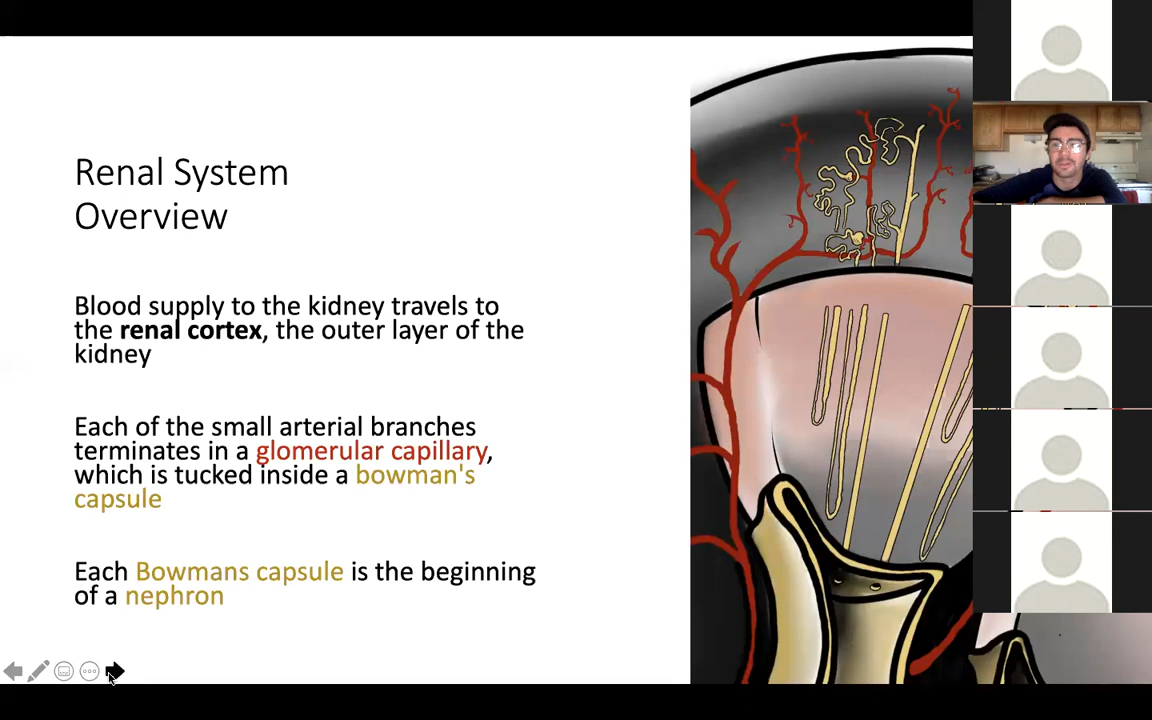 Renal System
Overview
Blood supply to the kidney travels to
the renal cortex, the outer layer of the
kidney
Each of the small arterial branches
terminates in a glomerular capillary,
which is tucked inside a bowman's
capsule
Each Bowmans capsule is the beginning
of a nephron